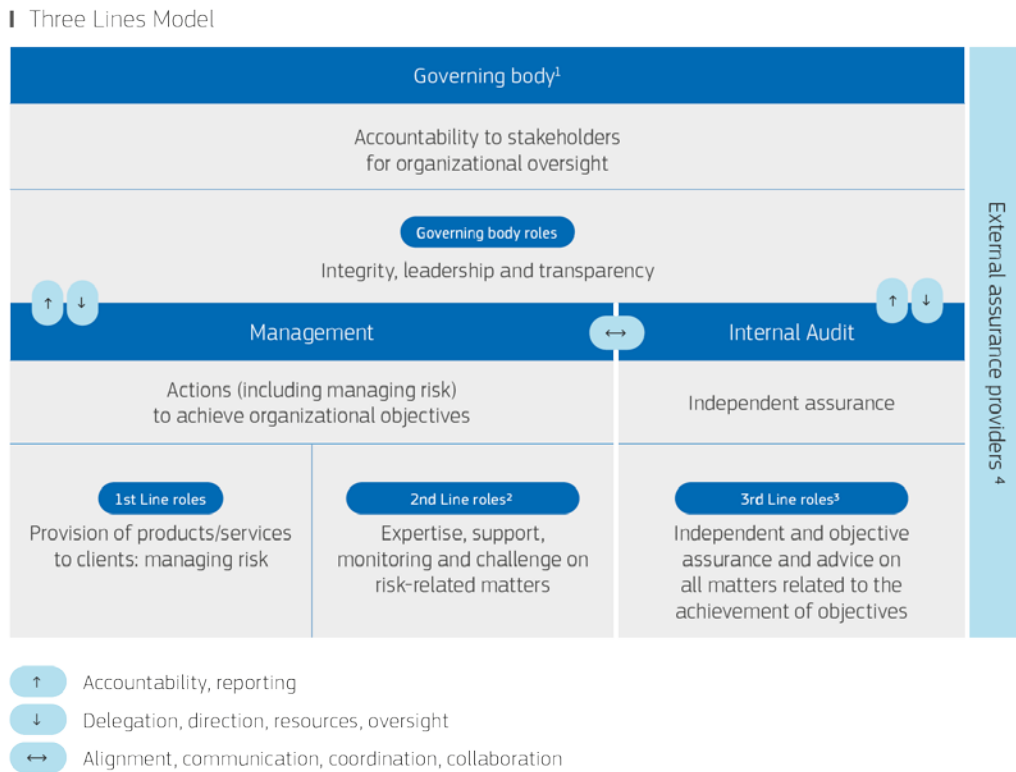 Three Lines Model
Governing body¹
Accountability to stakeholders
for organizational oversight
Governing body roles
Integrity, leadership and transparency
↑ ↓
↑ ↓
Management
↔
Internal Audit
Actions (including managing risk)
to achieve organizational objectives
Independent assurance
1st Line roles
Provision of products/services
to clients: managing risk
2nd Line roles²
Expertise, support,
monitoring and challenge on
risk-related matters
3rd Line roles³
Independent and objective
assurance and advice on
all matters related to the
achievement of objectives
External assurance providers ⁴
↑ Accountability, reporting
↓ Delegation, direction, resources, oversight
↔ Alignment, communication, coordination, collaboration